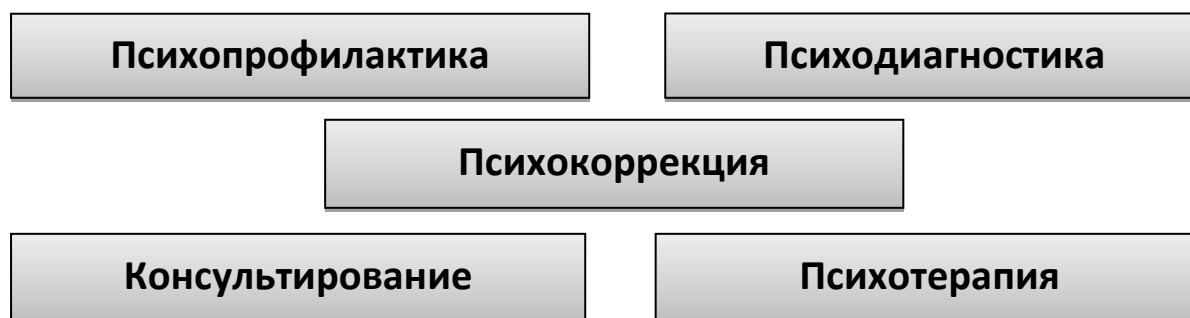 Психопрофилактика
Психодиагностика
Психокоррекция
Консультирование
Психотерапия